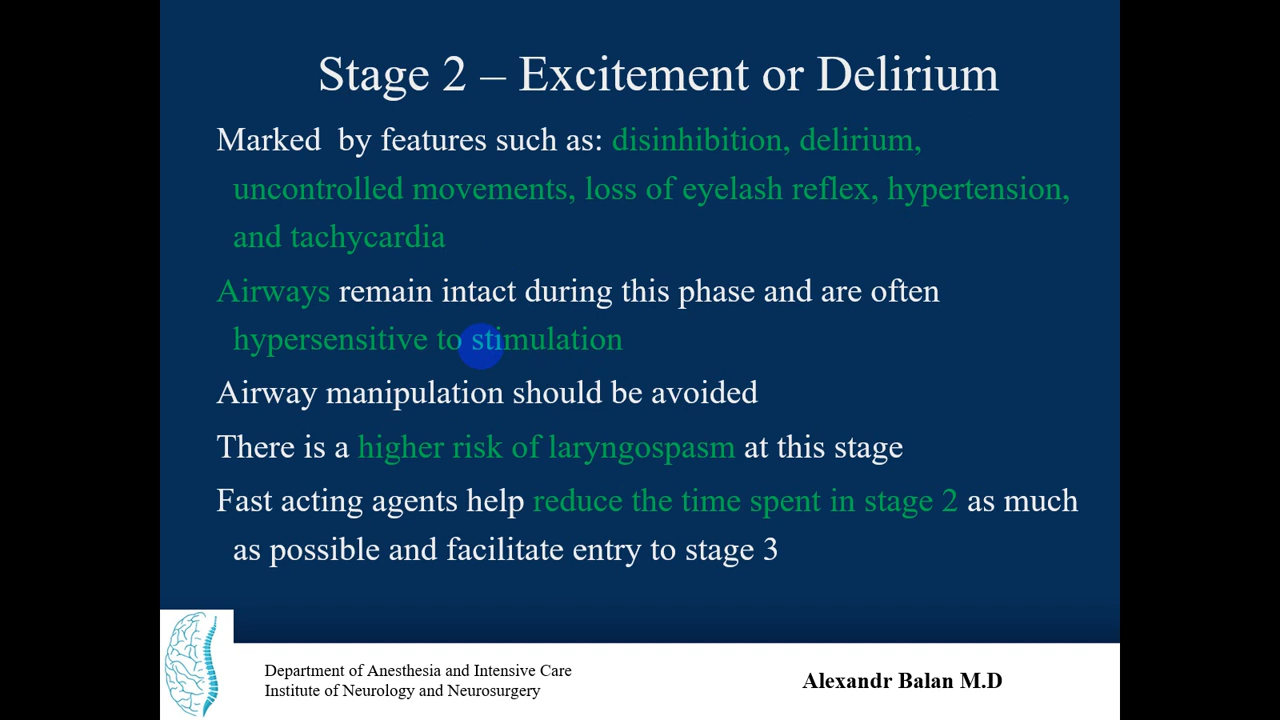 Stage 2 – Excitement or Delirium
Marked by features such as: disinhibition, delirium,
uncontrolled movements, loss of eyelash reflex, hypertension,
and tachycardia
Airways remain intact during this phase and are often
hypersensitive to stimulation
Airway manipulation should be avoided
There is a higher risk of laryngospasm at this stage
Fast acting agents help reduce the time spent in stage 2 as much
as possible and facilitate entry to stage 3
Department of Anesthesia and Intensive Care
Institute of Neurology and Neurosurgery
Alexandr Balan M.D